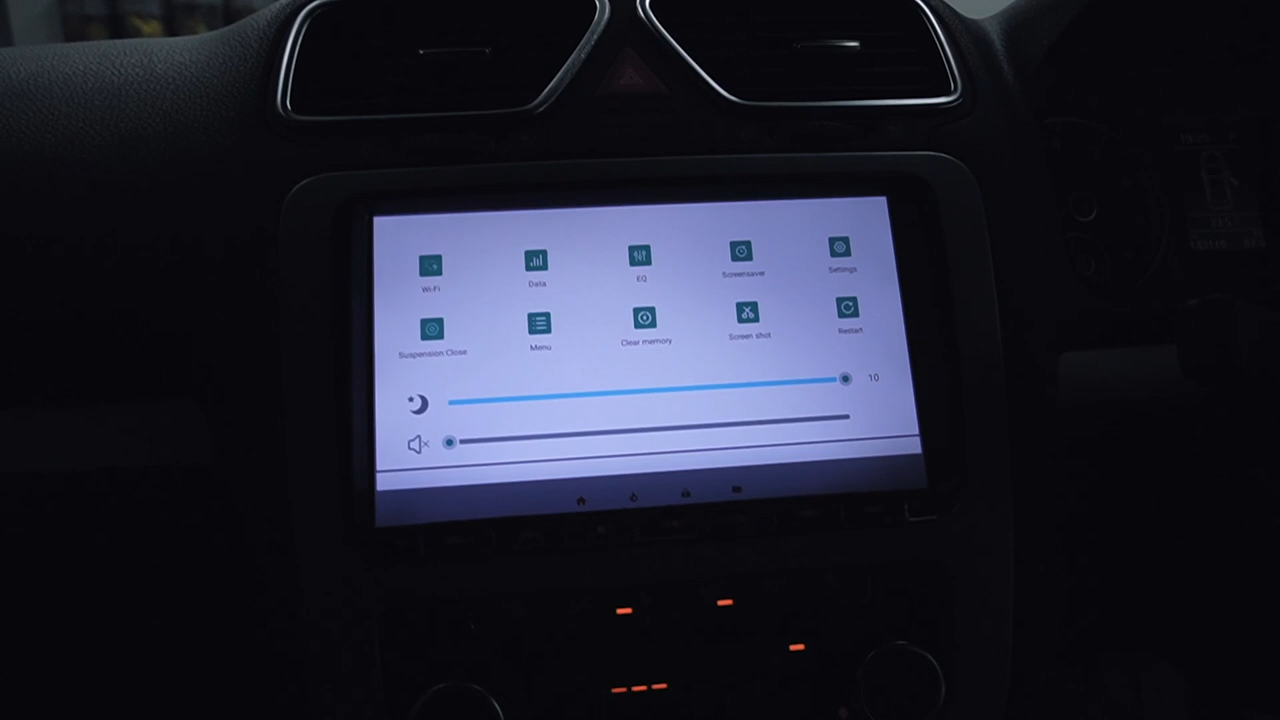 Wi-Fi
Data
EQ
Screensaver
Settings
Suspension Close
Menu
Clear memory
Screen shot
Restart
10